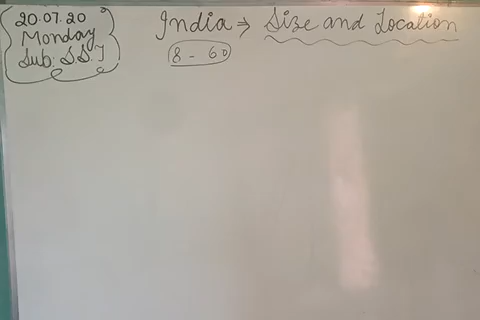 20.07.20
Monday
Sub: S.S.T
India → Size and Location
8 - 60